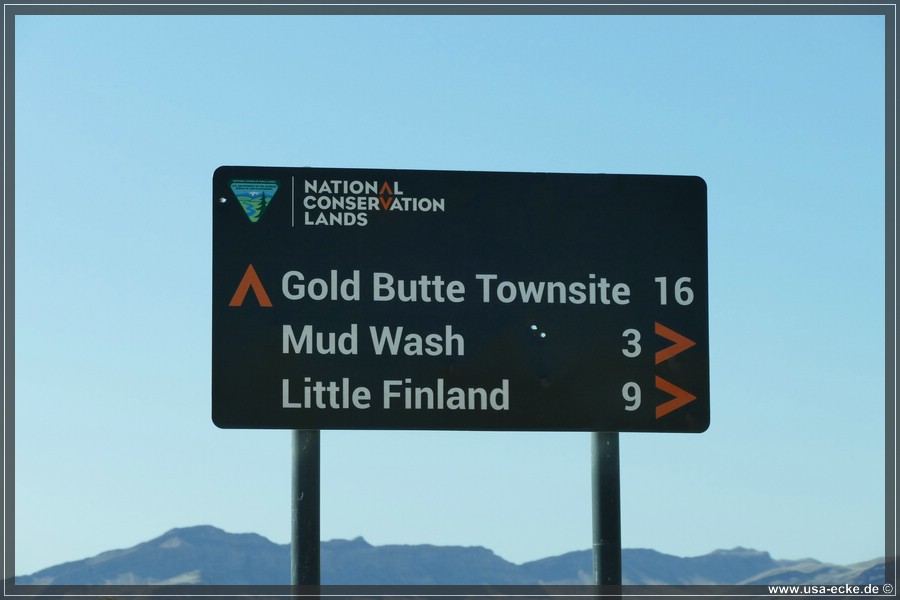 NATIONAL
CONSERVATION
LANDS
Gold Butte Townsite 16
Mud Wash 3
Little Finland 9
www.usa-ecke.de ©